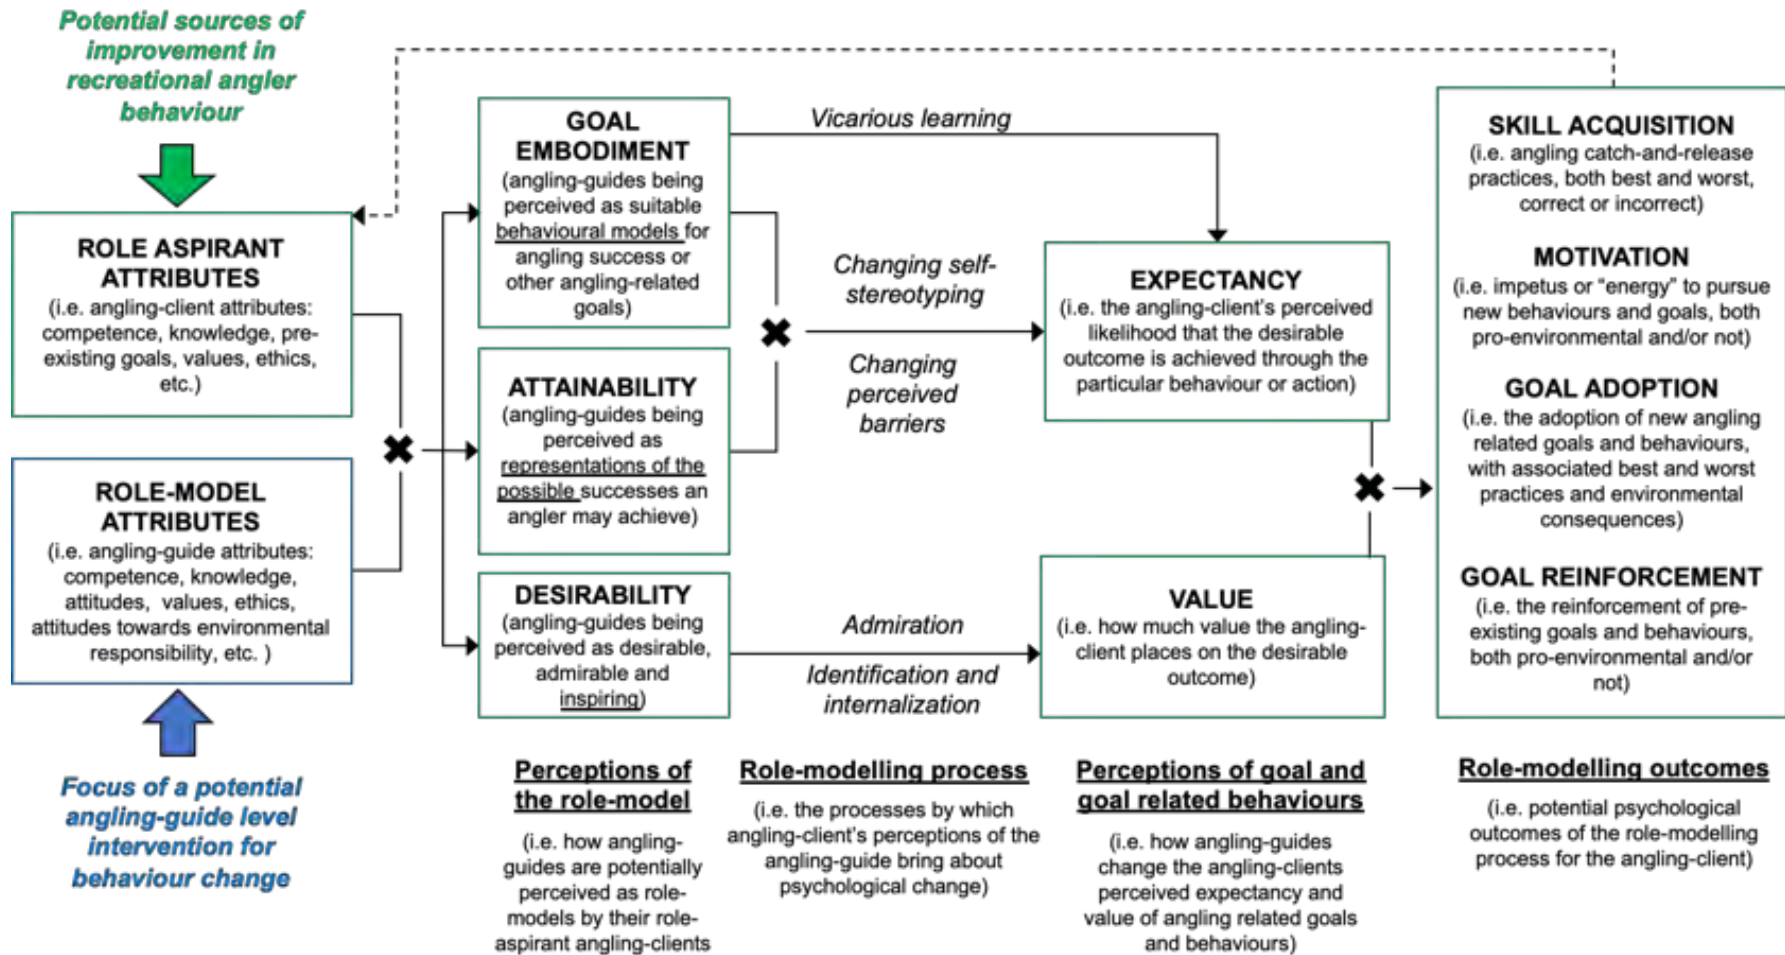 Potential sources of
improvement in
recreational angler
behaviour
ROLE ASPIRANT
ATTRIBUTES
(i.e. angling-client attributes:
competence, knowledge, pre-
existing goals, values, ethics,
etc.)
ROLE-MODEL
ATTRIBUTES
(i.e. angling-guide attributes:
competence, knowledge,
attitudes, values, ethics,
attitudes towards environmental
responsibility, etc. )
Focus of a potential
angling-guide level
intervention for
behaviour change
GOAL
EMBODIMENT
(angling-guides being
perceived as suitable
behavioural models for
angling success or
other angling-related
goals)
ATTAINABILITY
(angling-guides being
perceived as
representations of the
possible successes an
angler may achieve)
DESIRABILITY
(angling-guides being
perceived as desirable,
admirable and
inspiring)
Perceptions of
the role-model
(i.e. how angling-
guides are potentially
perceived as role-
models by their role-
aspirant angling-clients
Vicarious learning
Changing self-
stereotyping
Changing
perceived
barriers
Admiration
Identification and
internalization
Role-modelling process
(i.e. the processes by which
angling-client's perceptions of the
angling-guide bring about
psychological change)
EXPECTANCY
(i.e. the angling-client's perceived
likelihood that the desirable
outcome is achieved through the
particular behaviour or action)
VALUE
(i.e. how much value the angling-
client places on the desirable
outcome)
Perceptions of goal and
goal related behaviours
(i.e. how angling-guides
change the angling-clients
perceived expectancy and
value of angling related goals
and behaviours)
SKILL ACQUISITION
(i.e. angling catch-and-release
practices, both best and worst,
correct or incorrect)
MOTIVATION
(i.e. impetus or “energy” to pursue
new behaviours and goals, both
pro-environmental and/or not)
GOAL ADOPTION
(i.e. the adoption of new angling
related goals and behaviours,
with associated best and worst
practices and environmental
consequences)
GOAL REINFORCEMENT
(i.e. the reinforcement of pre-
existing goals and behaviours,
both pro-environmental and/or
not)
Role-modelling outcomes
(i.e. potential psychological
outcomes of the role-modelling
process for the angling-client)